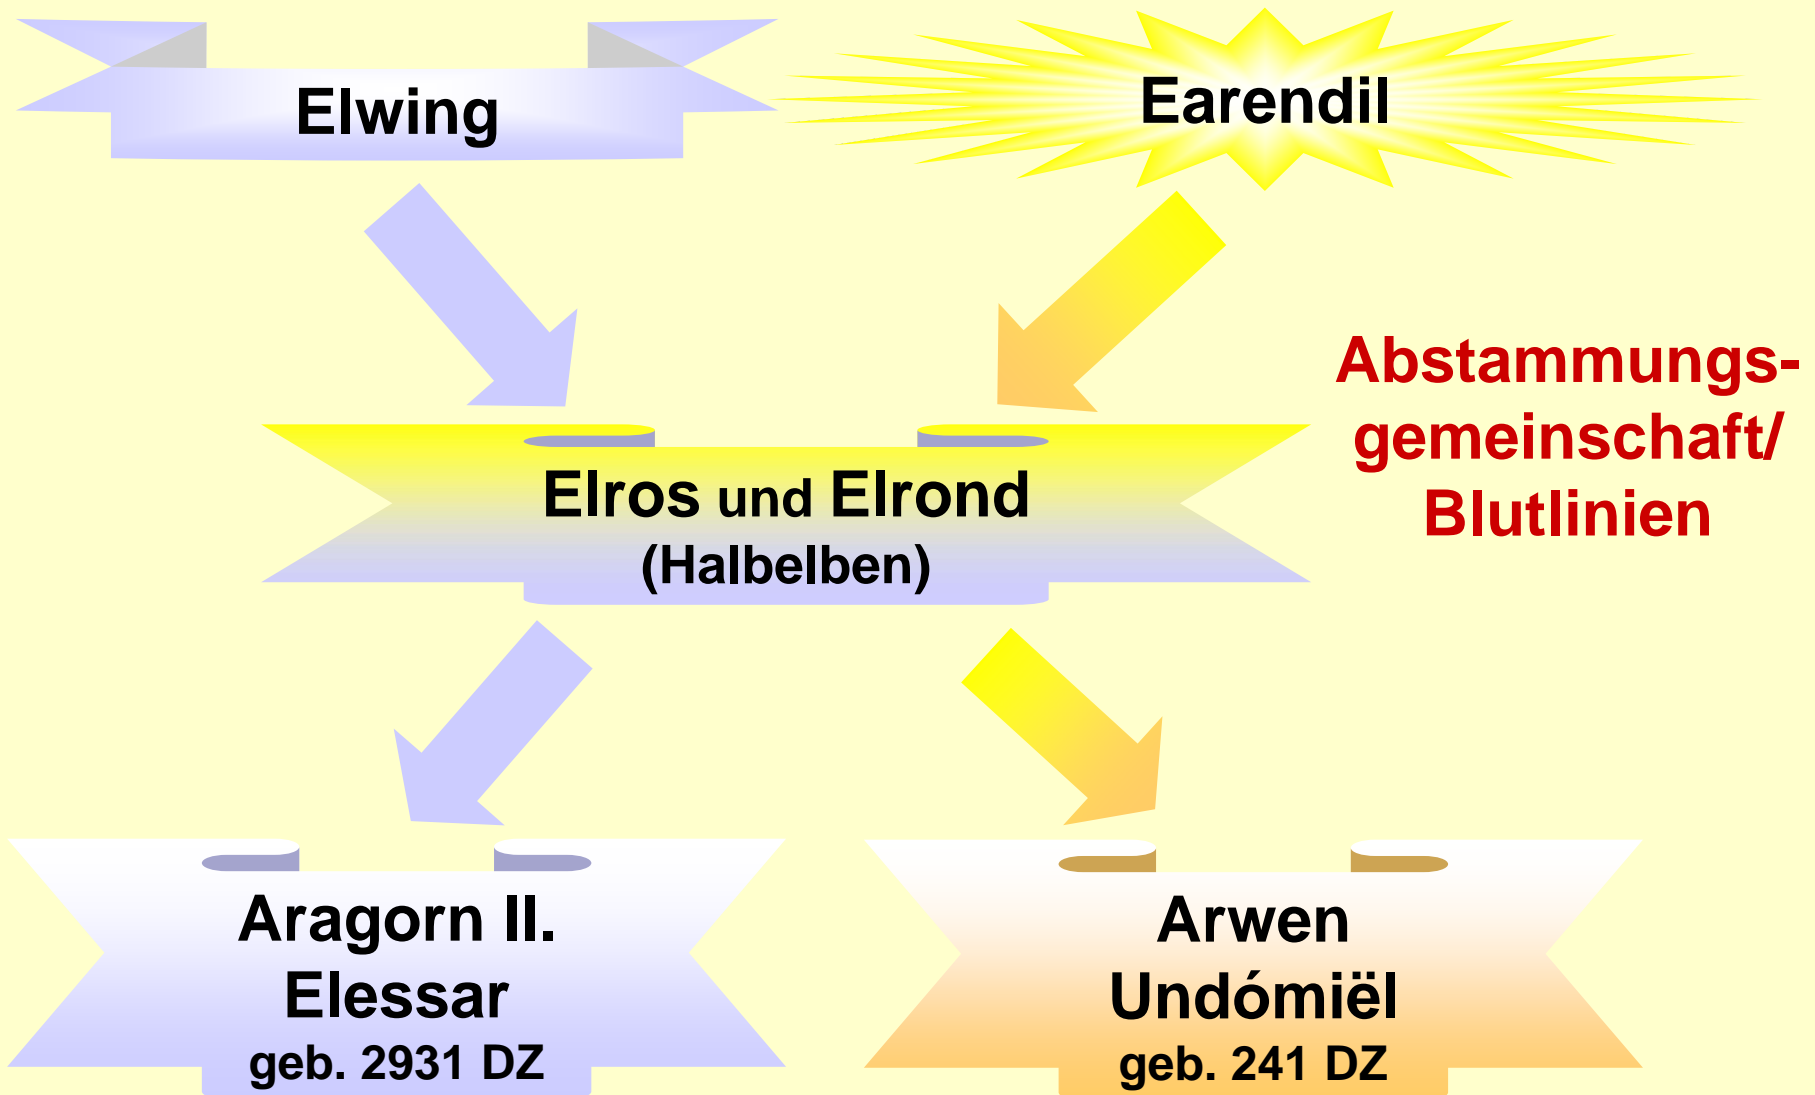 Elwing
Earendil
Abstammungs-
gemeinschaft/
Blutlinien
Elros und Elrond
(Halbelben)
Aragorn II.
Elessar
geb. 2931 DZ
Arwen
Undómiël
geb. 241 DZ